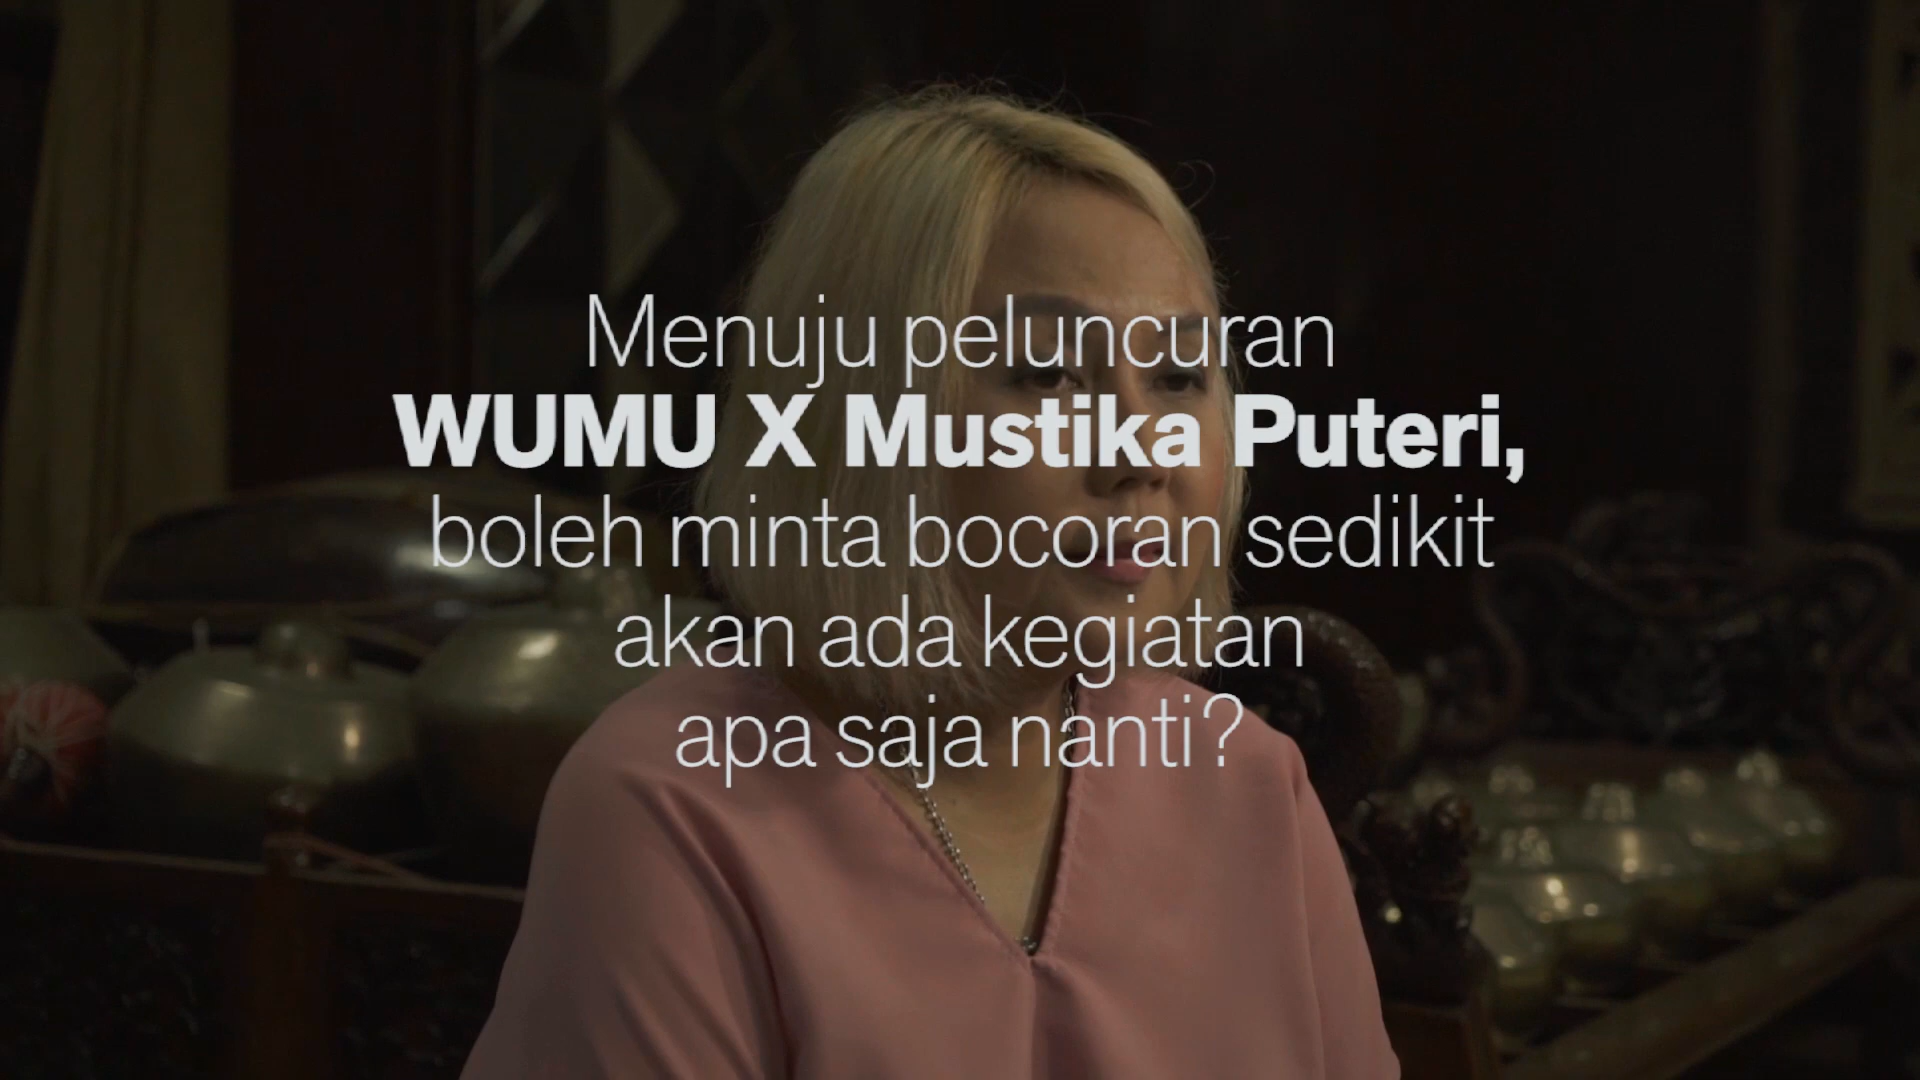 Menuju peluncuran
WUMU X Mustika Puteri,
boleh minta bocoran sedikit
akan ada kegiatan
apa saja nanti?